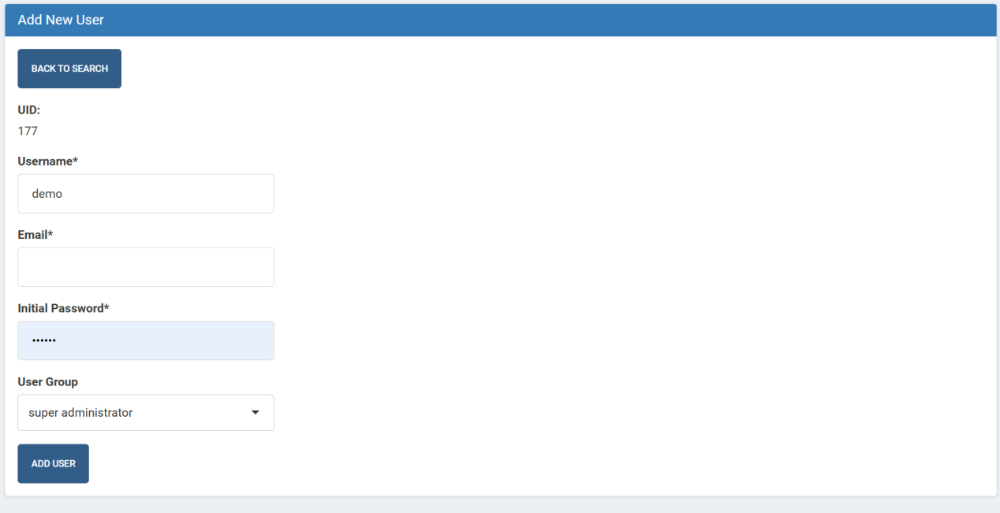 Add New User
BACK TO SEARCH
UID:
177
Username*
demo
Email*
Initial Password*
••••••
User Group
super administrator
ADD USER